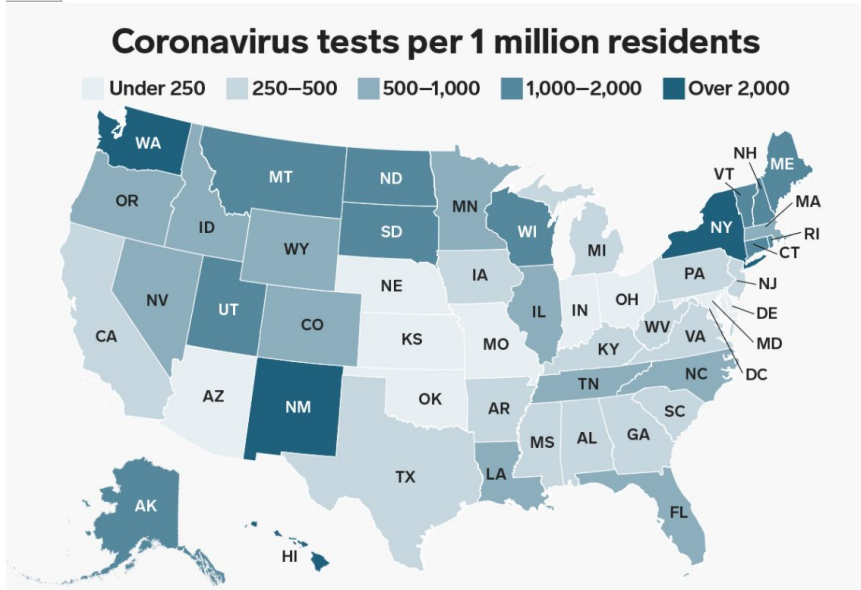 Coronavirus tests per 1 million residents
Under 250 250–500 500–1,000 1,000–2,000 Over 2,000
WA MT ND MN WI MI NH VT ME
OR ID WY SD NY MA
RI
CT
NV UT CO NE IA IL IN OH PA NJ
CA KS MO KY WV VA DE
MD
DC
AZ NM OK AR TN NC
SC
TX LA MS AL GA
FL
AK HI